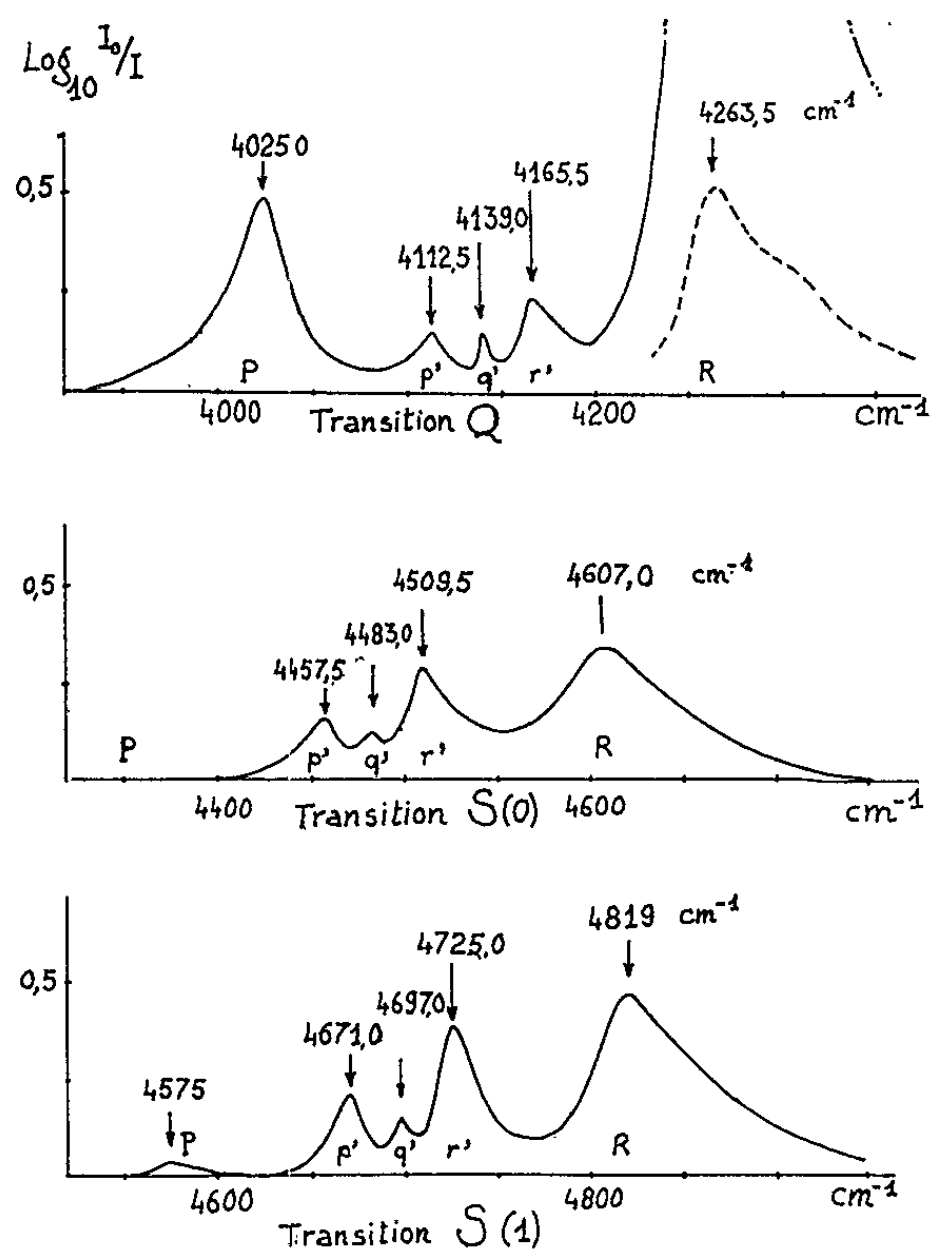 Log10 I₀/I
4263,5 cm⁻¹
40250
0,5
4165,5
4139,0
4112,5
P p' q' r' R
4000 Transition Q 4200 cm⁻¹
0,5
4509,5 4607,0 cm⁻¹
4483,0
4457,5
P p' q' r' R
4400 Transition S(0) 4600 cm⁻¹
4819 cm⁻¹
4725,0
0,5
4697,0
4671,0
4575
P p' q' r' R
4600 4800 cm⁻¹
Transition S(1)